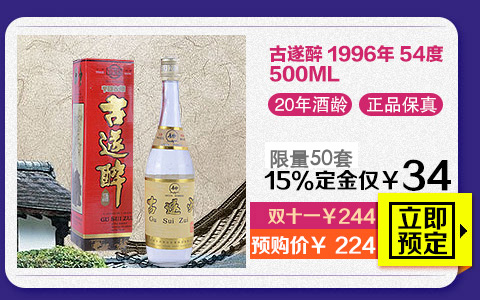 古遂醉 1996年 54度
500ML
20年酒龄 正品保真
限量50套
15%定金仅¥34
双十一¥244
预购价¥ 224
立即
预定
古遂醉
GU SUI ZUI
古遂
Gu Sui Zui